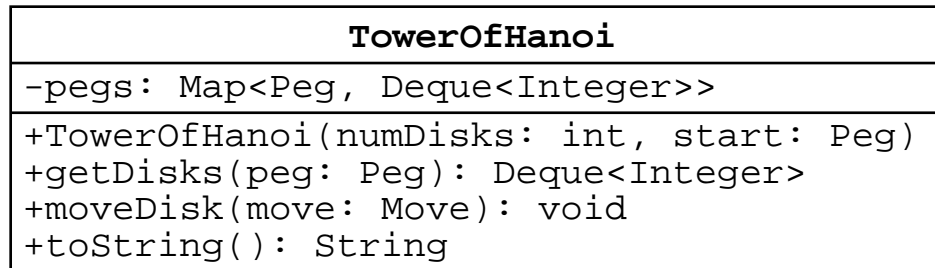 TowerOfHanoi
-pegs: Map<Peg, Deque<Integer>>
+TowerOfHanoi(numDisks: int, start: Peg)
+getDisks(peg: Peg): Deque<Integer>
+moveDisk(move: Move): void
+toString(): String